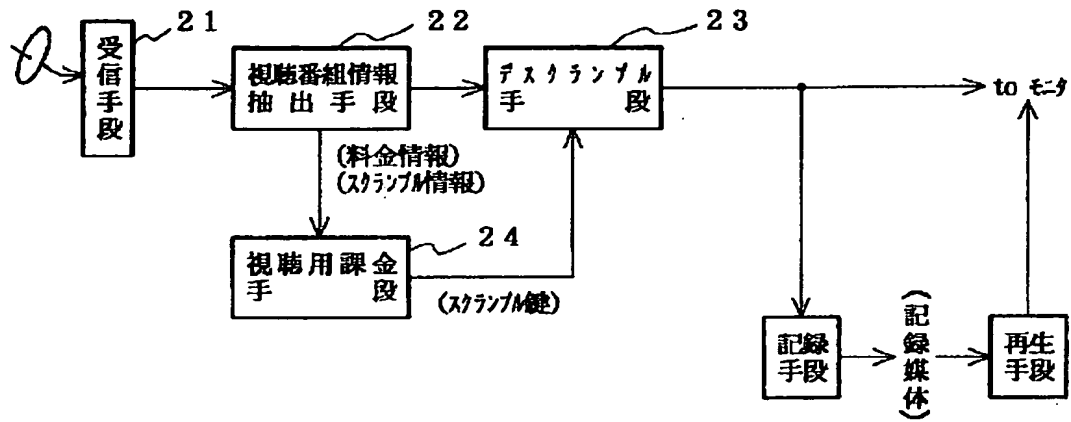 21
受信手段
22
視聴番組情報
抽出手段
23
デスクランブル
手段
to モニタ
(料金情報)
(スクランブル情報)
24
視聴用課金
手段
(スクランブル鍵)
記録
手段
(記録媒体)
再生
手段